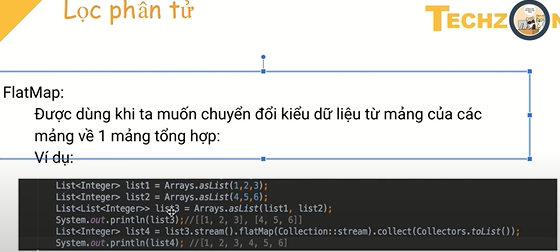 Lọc phân tử
TECHZ
N
FlatMap:
Được dùng khi ta muốn chuyển đổi kiểu dữ liệu từ mảng của các
mảng về 1 mảng tổng hợp:
Ví dụ:
List<Integer> list1 = Arrays.asList(1,2,3);
List<Integer> list2 = Arrays.asList(4,5,6);
List<List<Integer>> list3 = Arrays.asList(list1, list2);
System.out.println(list3);//[[1, 2, 3], [4, 5, 6]]
List<Integer> list4 = list3.stream().flatMap(Collection::stream).collect(Collectors.toList());
System.out.println(list4); //[1, 2, 3, 4, 5, 6]